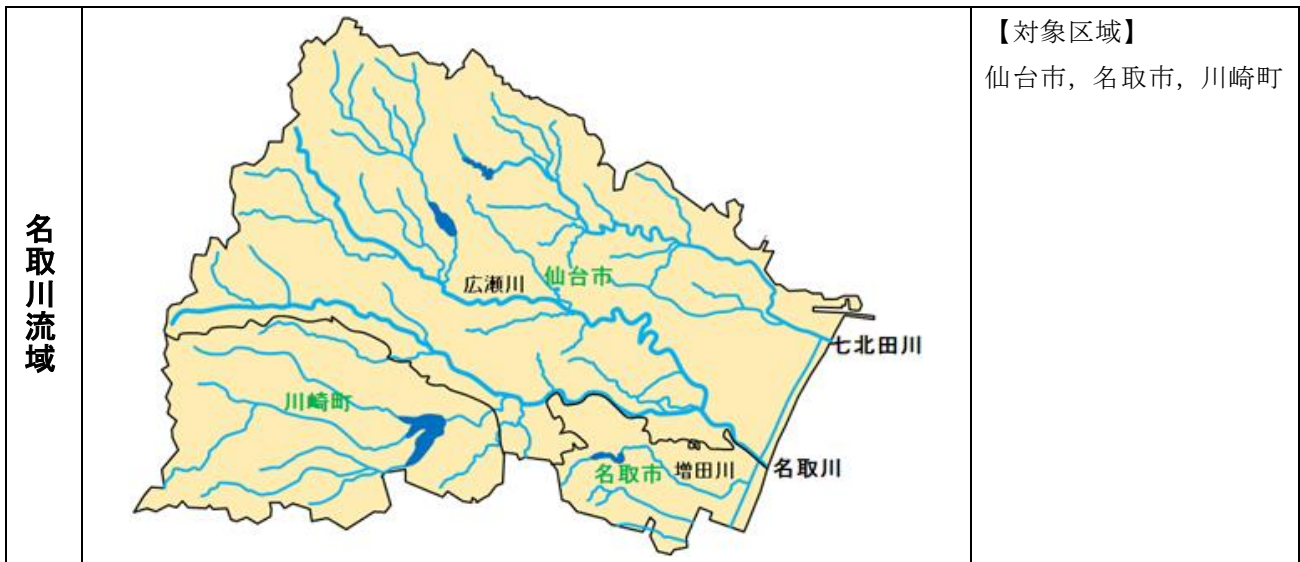 名取川流域
広瀬川
仙台市
七北田川
川崎町
名取市
増田川
名取川
【対象区域】
仙台市, 名取市, 川崎町